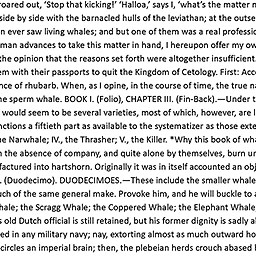 roared out, 'Stop that kicking!' 'Halloa,' says I, 'what's the matter n
side by side with the barnacled hulls of the leviathan; at the outse
n ever saw living whales; and but one of them was a real professio
man advances to take this matter in hand, I hereupon offer my ow
the opinion that the reasons set forth were altogether insufficient.
em with their passports to quit the Kingdom of Cetology. First: Acc
nce of rhubarb. When, as I opine, in the course of time, the true na
he sperm whale. BOOK I. (Folio), CHAPTER III. (Fin-Back).—Under t
would seem to be several varieties, most of which, however, are l
nctions a fiftieth part as available to the systematizer as those exte
he Narwhale; IV., the Thrasher; V., the Killer. *Why this book of wha
n the absence of company, and quite alone by themselves, burn un
factured into hartshorn. Originally it was in itself accounted an obj
. (Duodecimo). DUODECIMOES.—These include the smaller whale
uch of the same general make. Provoke him, and he will buckle to a
hale; the Scragg Whale; the Coppered Whale; the Elephant Whale
s old Dutch official is still retained, but his former dignity is sadly a
ed in any military navy; nay, extorting almost as much outward ho
circles an imperial brain; then, the plebeian herds crouch abased b